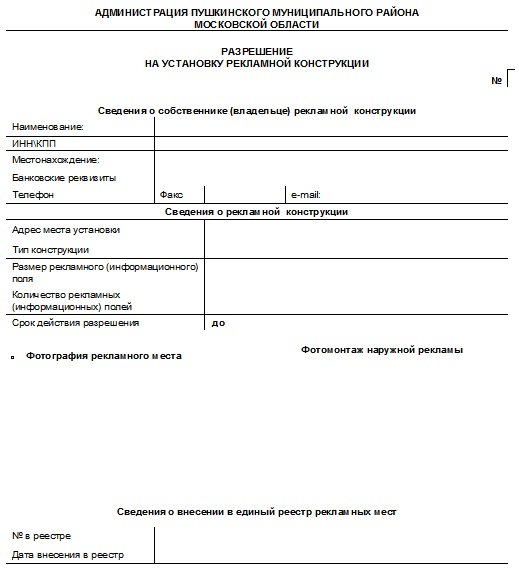 АДМИНИСТРАЦИЯ ПУШКИНСКОГО МУНИЦИПАЛЬНОГО РАЙОНА
МОСКОВСКОЙ ОБЛАСТИ
РАЗРЕШЕНИЕ
НА УСТАНОВКУ РЕКЛАМНОЙ КОНСТРУКЦИИ
№
Сведения о собственнике (владельце) рекламной конструкции
Наименование:
ИНН\КПП
Местонахождение:
Банковские реквизиты
Телефон Факс e-mail:
Сведения о рекламной конструкции
Адрес места установки
Тип конструкции
Размер рекламного (информационного)
поля
Количество рекламных
(информационных) полей
Срок действия разрешения до
Фотография рекламного места Фотомонтаж наружной рекламы
Сведения о внесении в единый реестр рекламных мест
№ в реестре
Дата внесения в реестр